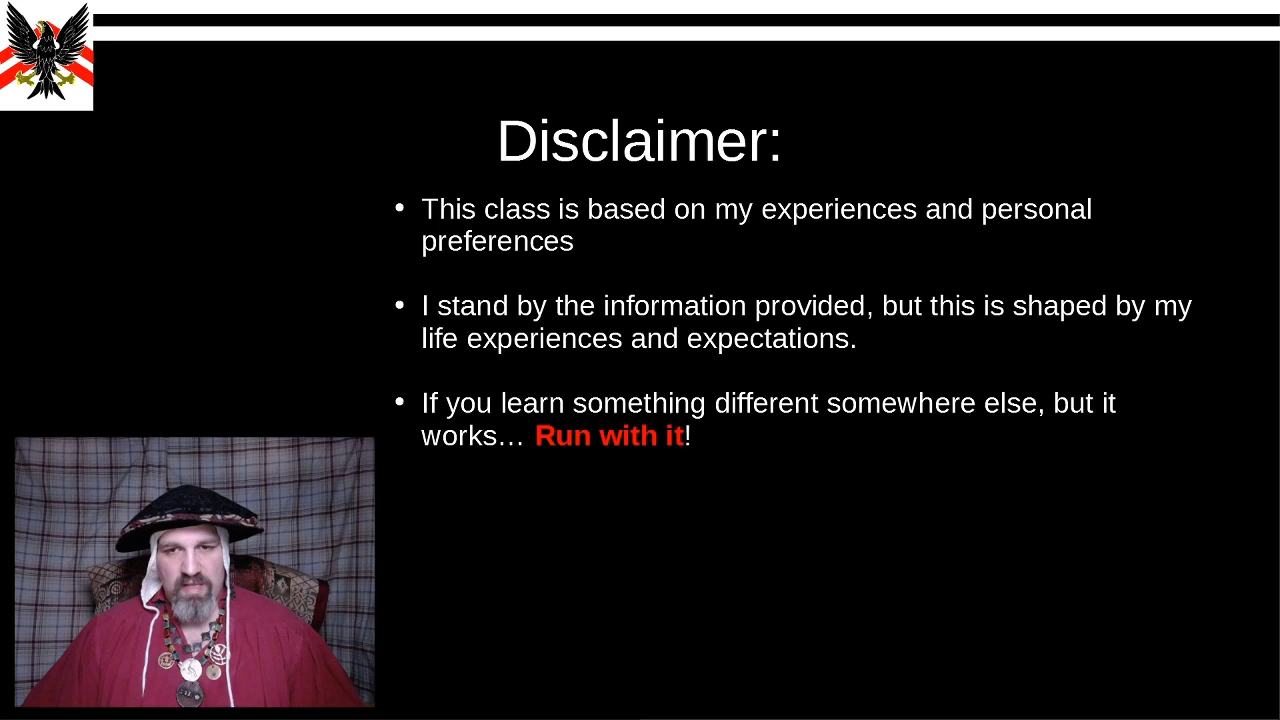 Disclaimer:
• This class is based on my experiences and personal
preferences
• I stand by the information provided, but this is shaped by my
life experiences and expectations.
• If you learn something different somewhere else, but it
works… Run with it!